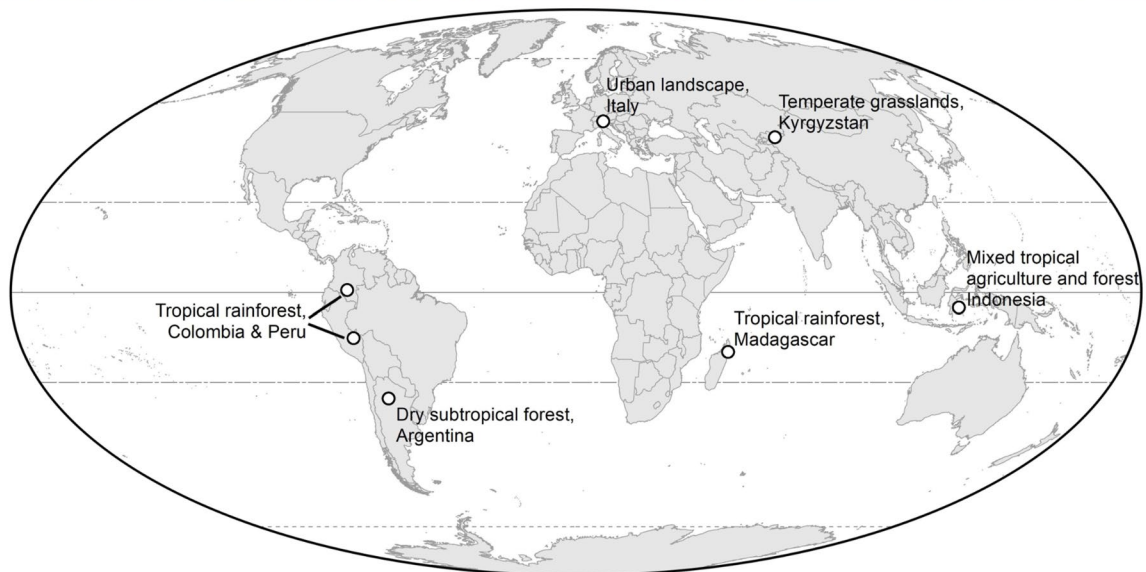 Urban landscape,
Italy
Temperate grasslands,
Kyrgyzstan
Mixed tropical
agriculture and forest
Indonesia
Tropical rainforest,
Colombia & Peru
Tropical rainforest,
Madagascar
Dry subtropical forest,
Argentina